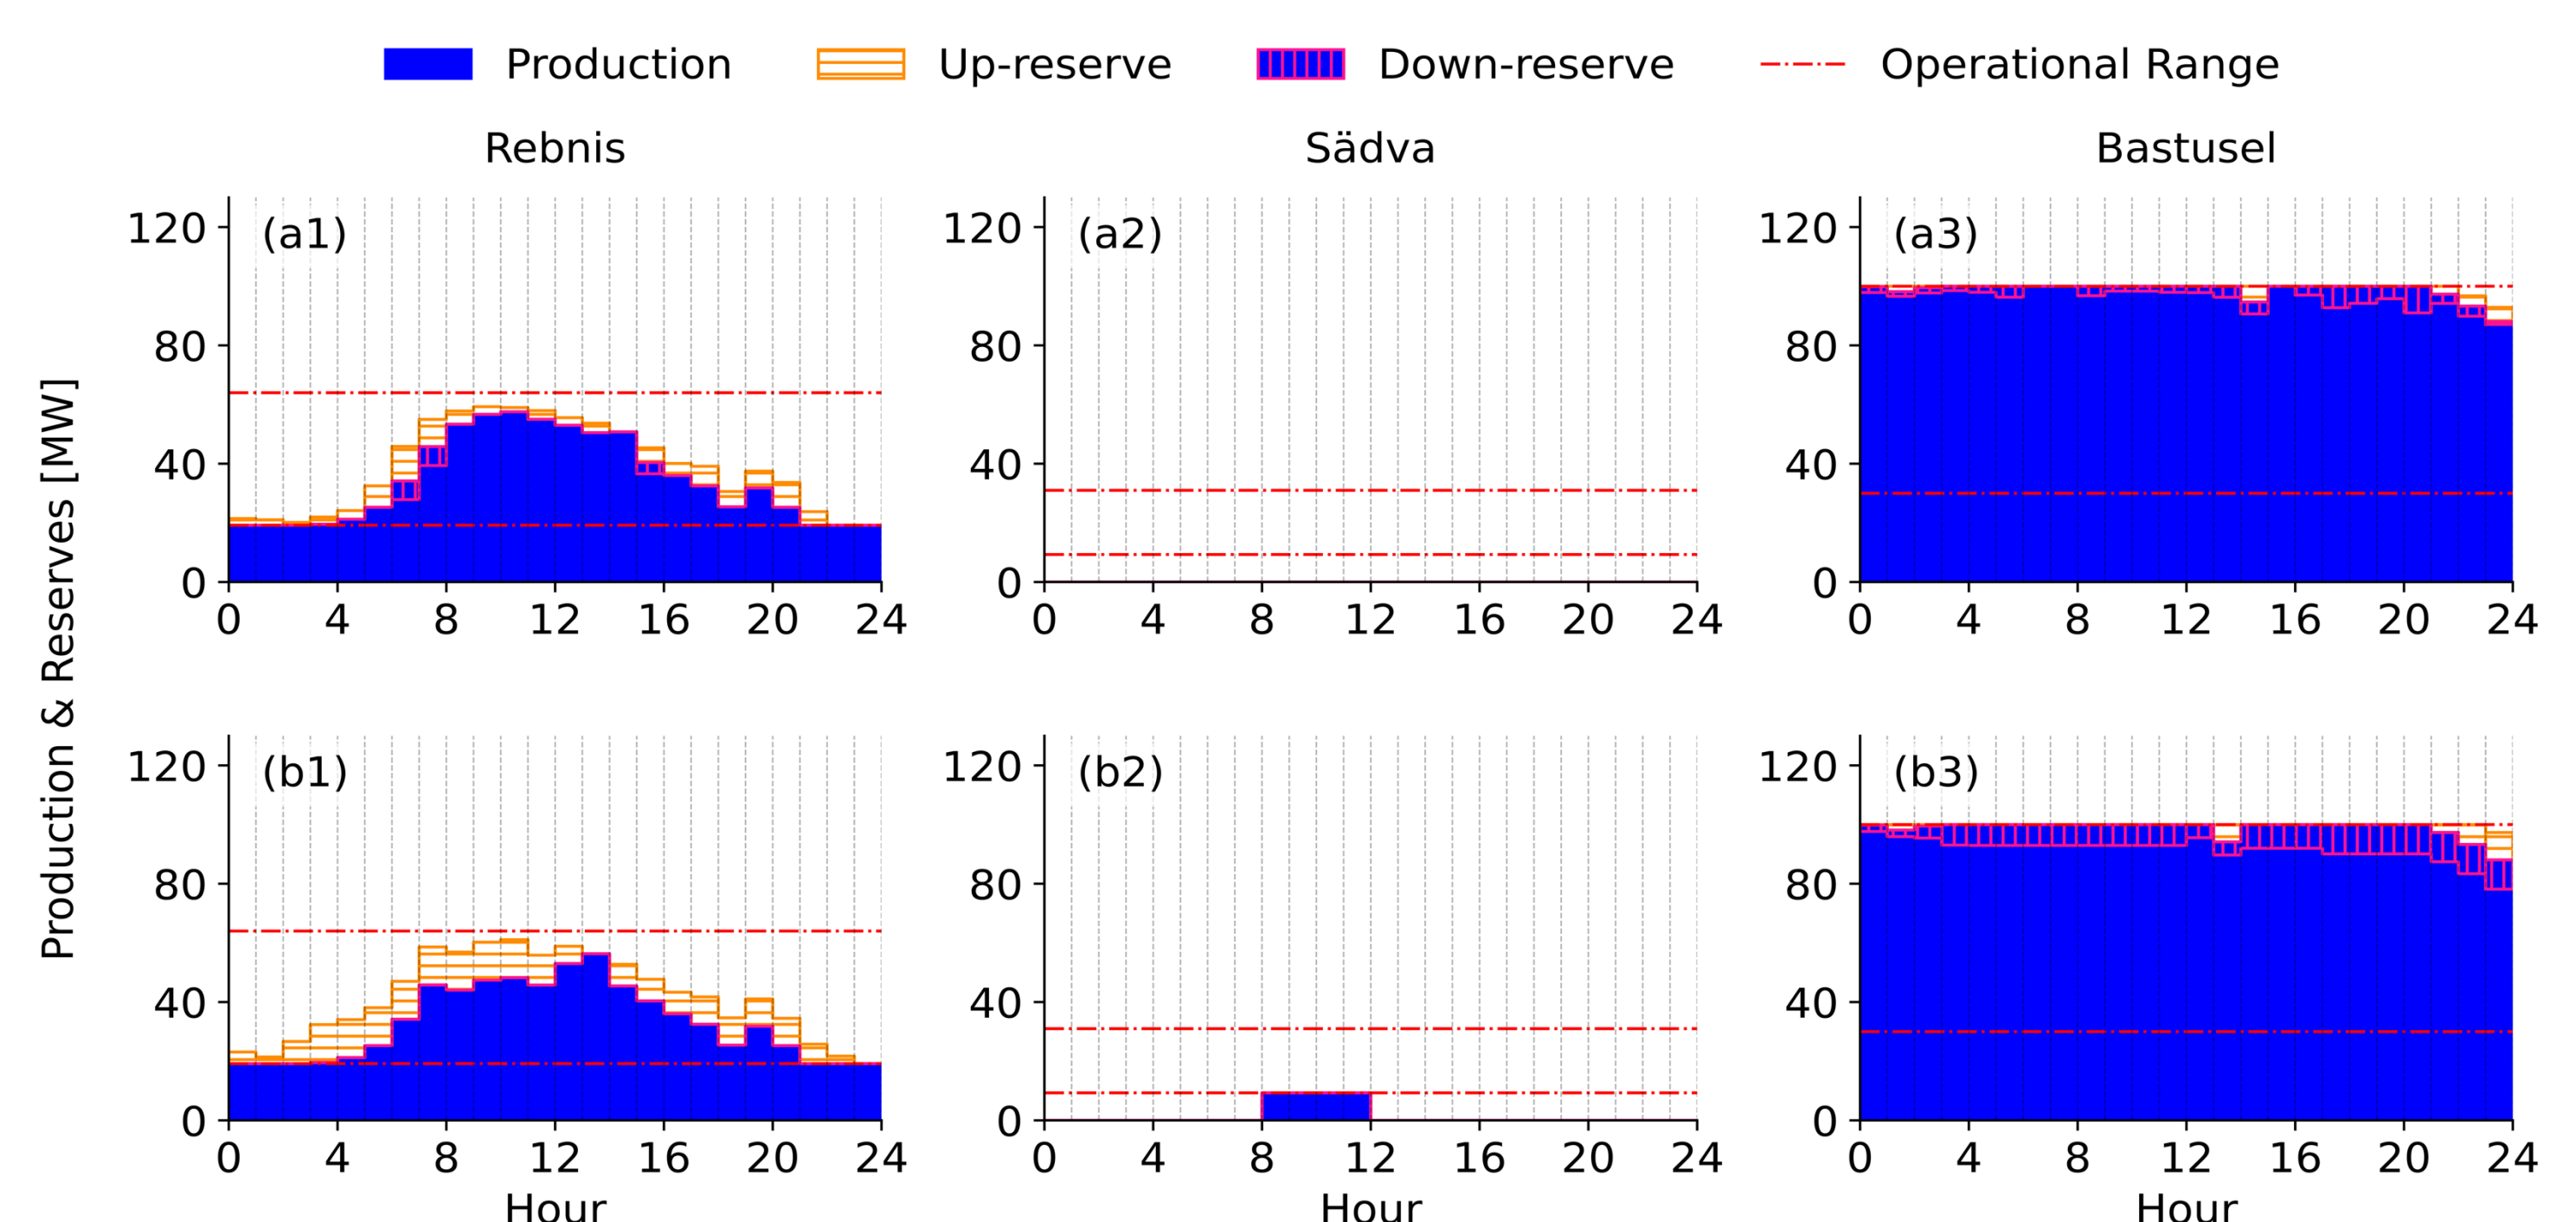 Production Up-reserve Down-reserve Operational Range
Rebnis Sädva Bastusel
Production & Reserves [MW]
(a1) (a2) (a3)
120 120 120
80 80 80
40 40 40
0 0 0
0 4 8 12 16 20 24 0 4 8 12 16 20 24 0 4 8 12 16 20 24
(b1) (b2) (b3)
120 120 120
80 80 80
40 40 40
0 0 0
0 4 8 12 16 20 24 0 4 8 12 16 20 24 0 4 8 12 16 20 24
Hour Hour Hour